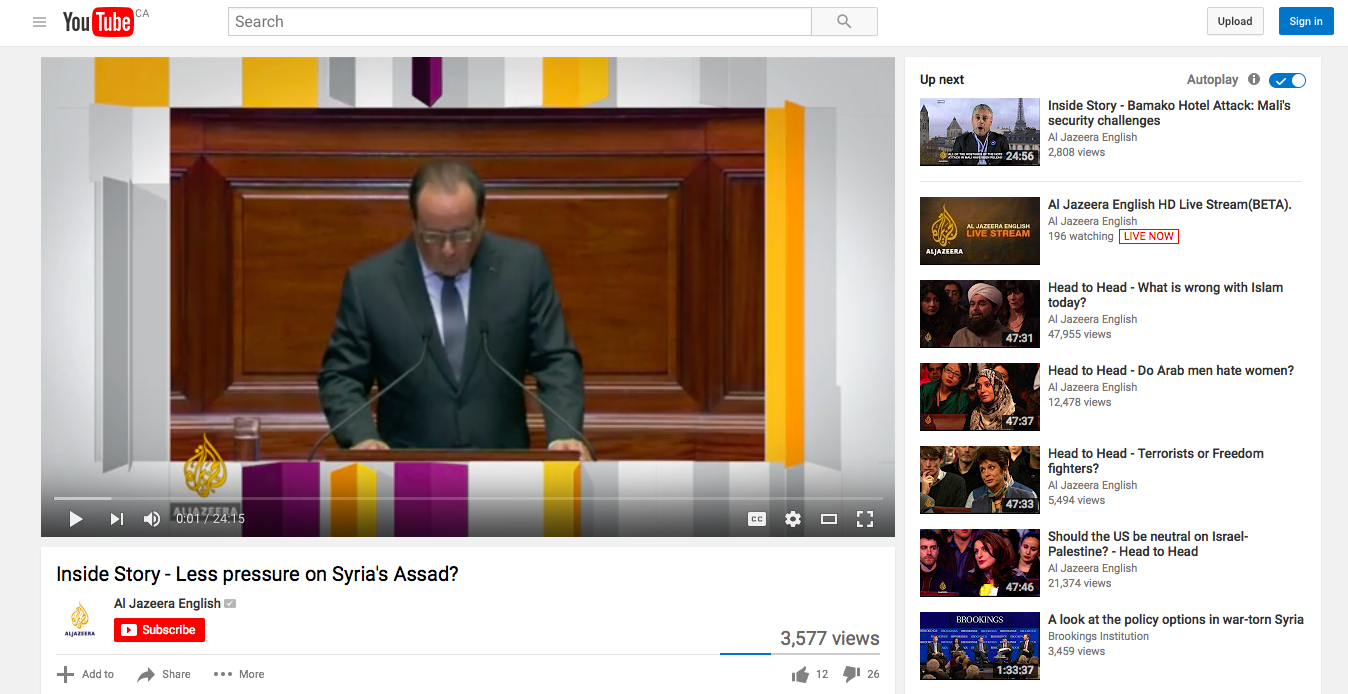 YouTube CA
Search
Upload
Sign in
ALJAZEERA
0:01 / 24:15
CC
Inside Story - Less pressure on Syria's Assad?
Al Jazeera English
ALJAZEERA
Subscribe
3,577 views
Add to
Share
More
12
26
Up next
Autoplay
24:56
Inside Story - Bamako Hotel Attack: Mali's
security challenges
Al Jazeera English
2,808 views
AL JAZEERA ENGLISH
LIVE STREAM
ALJAZEERA
Al Jazeera English HD Live Stream(BETA).
Al Jazeera English
196 watching LIVE NOW
47:31
Head to Head - What is wrong with Islam
today?
Al Jazeera English
47,955 views
47:37
Head to Head - Do Arab men hate women?
Al Jazeera English
12,478 views
47:33
Head to Head - Terrorists or Freedom
fighters?
Al Jazeera English
5,494 views
47:46
Should the US be neutral on Israel-
Palestine? - Head to Head
Al Jazeera English
21,374 views
BROOKINGS
1:33:37
A look at the policy options in war-torn Syria
Brookings Institution
3,459 views